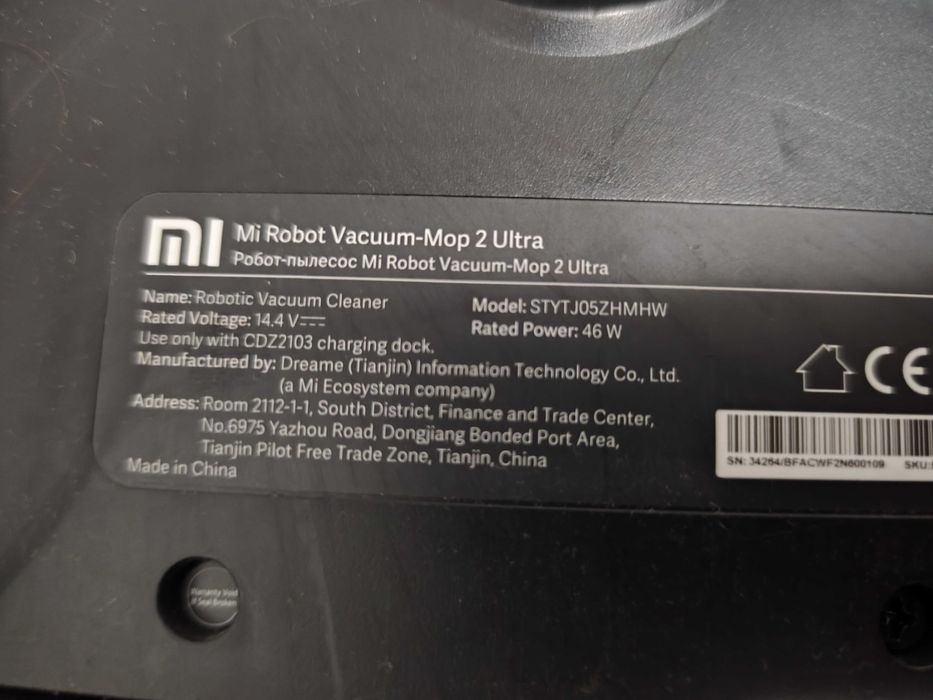 mi
Mi Robot Vacuum-Mop 2 Ultra
Робот-пылесос Mi Robot Vacuum-Mop 2 Ultra
Name: Robotic Vacuum Cleaner
Model: STYTJ05ZHMHW
Rated Voltage: 14.4 V⎓
Rated Power: 46 W
Use only with CDZ2103 charging dock.
Manufactured by: Dreame (Tianjin) Information Technology Co., Ltd.
(a Mi Ecosystem company)
Address: Room 2112-1-1, South District, Finance and Trade Center,
No.6975 Yazhou Road, Dongjiang Bonded Port Area,
Tianjin Pilot Free Trade Zone, Tianjin, China
Made in China
CE
SN: 34264/BFACWF2N600109 SKU:
Warranty Void
If Seal Broken